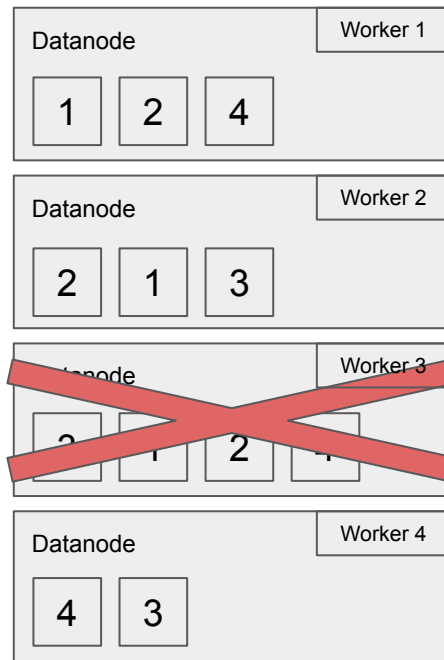 Worker 1
Datanode
1 2 4
Worker 2
Datanode
2 1 3
Worker 3
Datanode
2
Worker 4
Datanode
4 3